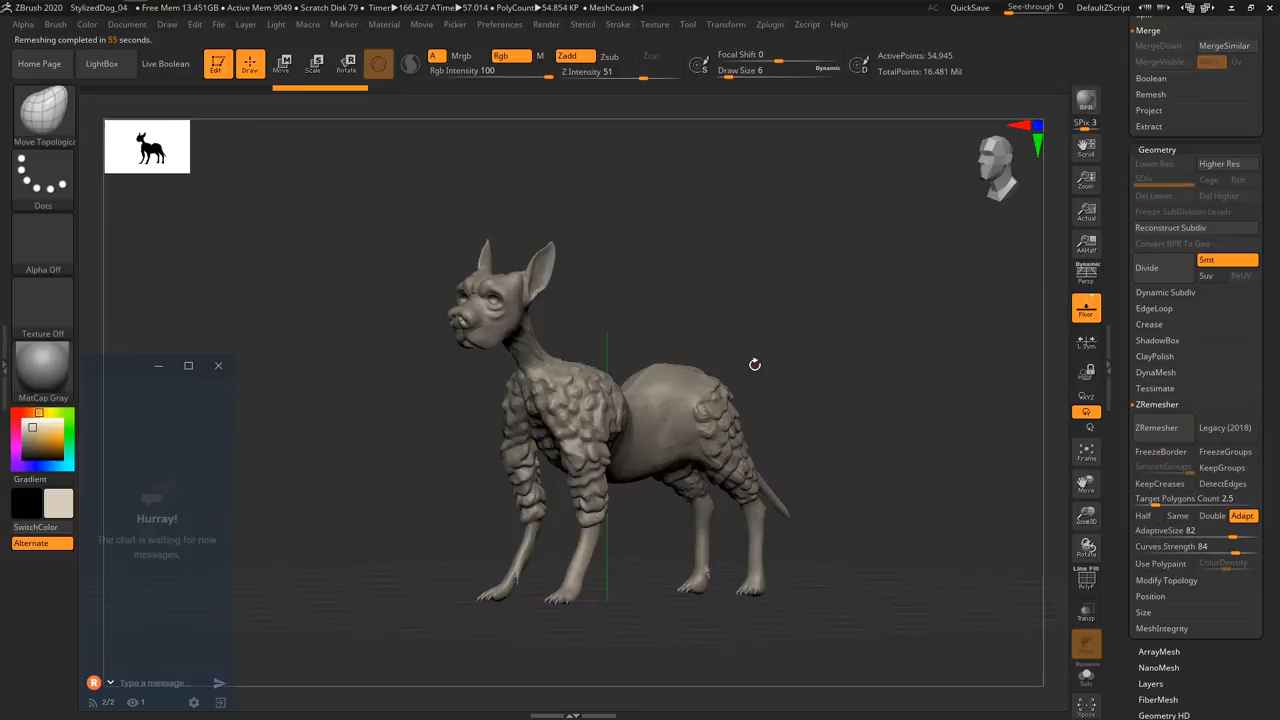 ZBrush 2020 StylizedDog_04 • Free Mem 13.451GB • Active Mem 9049 • Scratch Disk 79 • Timer▶166.427 ATime▶57.014 • PolyCount▶54.854 KP • MeshCount▶1 AC QuickSave See-through 0 Menus DefaultZScript
Alpha Brush Color Document Draw Edit File Layer Light Macro Marker Material Movie Picker Preferences Render Stencil Stroke Texture Tool Transform Zplugin Zscript Help
Remeshing completed in 55 seconds.
Home Page LightBox Live Boolean Edit Draw Move Scale Rotate
A Mrgb Rgb M Zadd Zsub Zcut
Rgb Intensity 100 Z Intensity 51
Focal Shift 0
Draw Size 6 Dynamic
S D
ActivePoints: 54,945
TotalPoints: 16.481 Mil
Move Topologica
Dots
Alpha Off
Texture Off
MatCap Gray
Gradient
SwitchColor
Alternate
Hurray!
The chat is waiting for new
messages.
R Type a message...
2/2 1
BPR
SPix 3
Scroll
Zoom
Actual
AAHalf
Dynamic
Persp
Floor
L.Sym
Frame
Move
Zoom3D
Rotate
Line Fill
PolyF
Transp
Dynamic
Solo
Xpose
Split
Merge
MergeDown MergeSimilar
MergeVisible Weld Uv
Boolean
Remesh
Project
Extract
Geometry
Lower Res Higher Res
SDiv Cage Rstr
Del Lower Del Higher
Freeze SubDivision Levels
Reconstruct Subdiv
Convert BPR To Geo
Divide Smt
Suv ReUV
Dynamic Subdiv
EdgeLoop
Crease
ShadowBox
ClayPolish
DynaMesh
Tessimate
ZRemesher
ZRemesher Legacy (2018)
FreezeBorder FreezeGroups
SmoothGroups KeepGroups
KeepCreases DetectEdges
Target Polygons Count 2.5
Half Same Double Adapt
AdaptiveSize 82
Curves Strength 84
Use Polypaint ColorDensity
Modify Topology
Position
Size
MeshIntegrity
ArrayMesh
NanoMesh
Layers
FiberMesh
Geometry HD